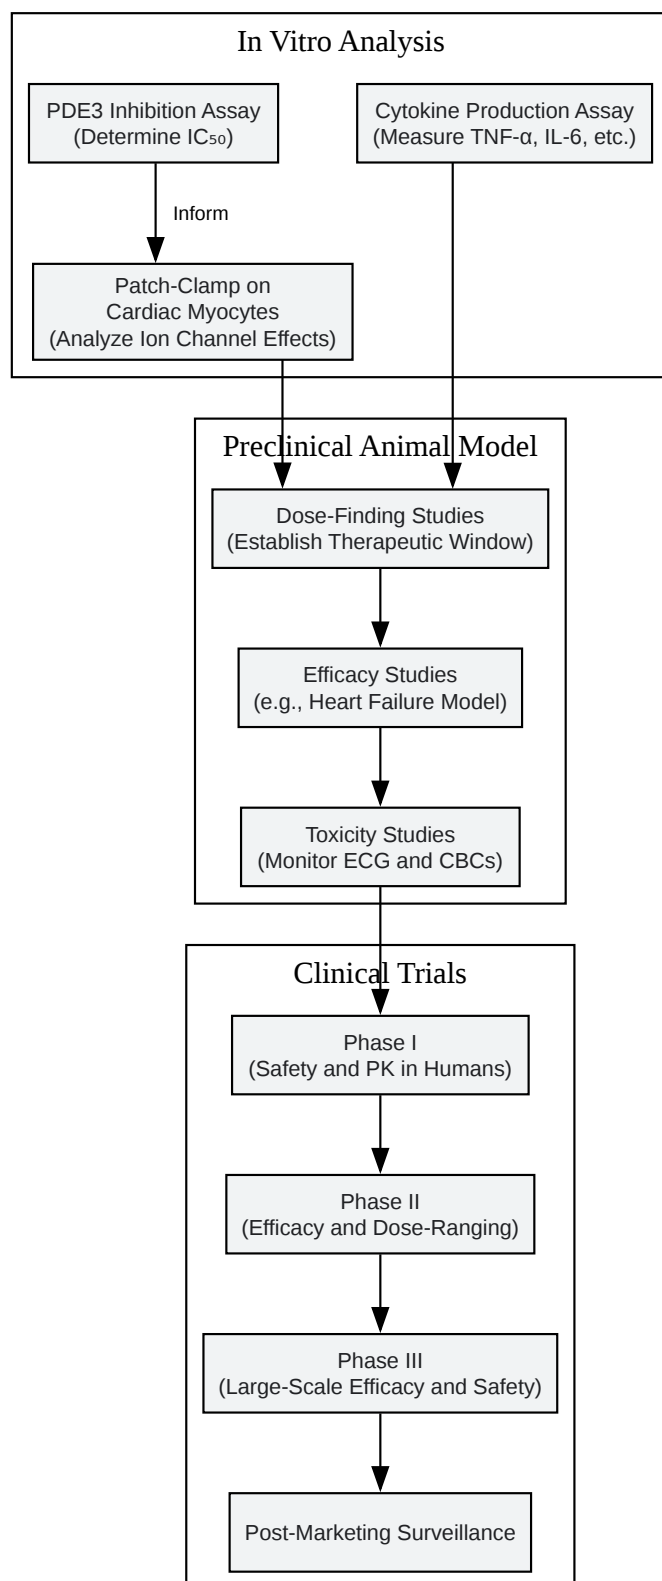 In Vitro Analysis
PDE3 Inhibition Assay
(Determine IC₅₀)
Cytokine Production Assay
(Measure TNF-α, IL-6, etc.)
Inform
Patch-Clamp on
Cardiac Myocytes
(Analyze Ion Channel Effects)
Preclinical Animal Model
Dose-Finding Studies
(Establish Therapeutic Window)
Efficacy Studies
(e.g., Heart Failure Model)
Toxicity Studies
(Monitor ECG and CBCs)
Clinical Trials
Phase I
(Safety and PK in Humans)
Phase II
(Efficacy and Dose-Ranging)
Phase III
(Large-Scale Efficacy and Safety)
Post-Marketing Surveillance